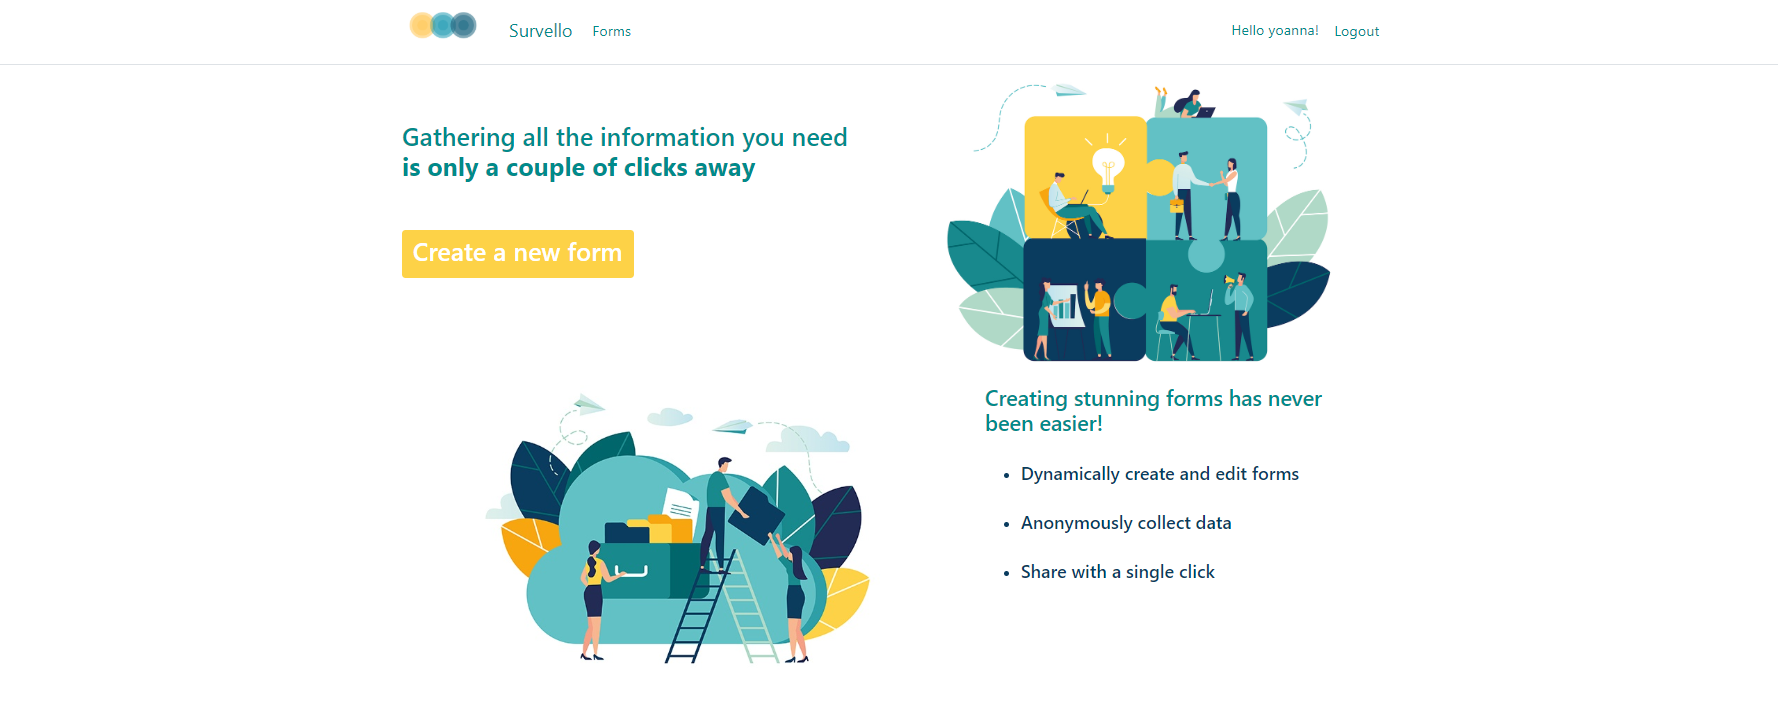 Survello
Forms
Hello yoanna!
Logout
Gathering all the information you need
is only a couple of clicks away
Create a new form
Creating stunning forms has never
been easier!
• Dynamically create and edit forms
• Anonymously collect data
• Share with a single click